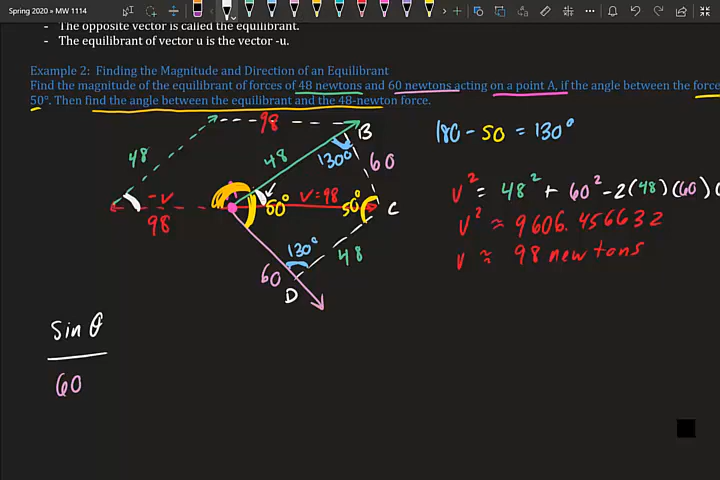 Spring 2020 » MW 1114
- The opposite vector is called the equilibrant.
- The equilibrant of vector u is the vector -u.
Example 2: Finding the Magnitude and Direction of an Equilibrant
Find the magnitude of the equilibrant of forces of 48 newtons and 60 newtons acting on a point A, if the angle between the force
50°. Then find the angle between the equilibrant and the 48-newton force.
98
B
180 - 50 = 130°
48
48
130°
60
-v
v=98
v² = 48² + 60² - 2(48)(60)(
98
50°
50°
C
v² ≈ 9606.456632
130°
48
v ≈ 98 newtons
60
D
sin θ
60